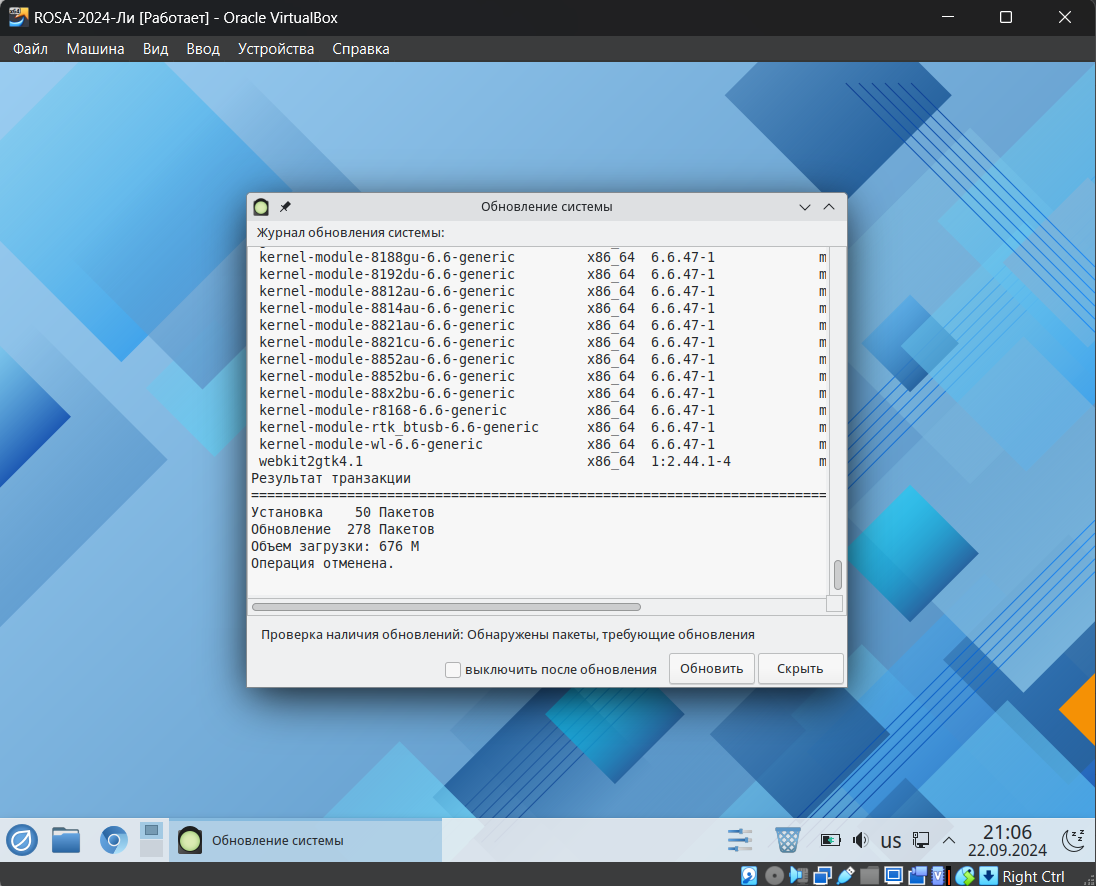 ROSA-2024-Ли [Работает] - Oracle VirtualBox
Файл Машина Вид Ввод Устройства Справка
Обновление системы
Журнал обновления системы:
kernel-module-8188gu-6.6-generic x86_64 6.6.47-1 m
kernel-module-8192du-6.6-generic x86_64 6.6.47-1 m
kernel-module-8812au-6.6-generic x86_64 6.6.47-1 m
kernel-module-8814au-6.6-generic x86_64 6.6.47-1 m
kernel-module-8821au-6.6-generic x86_64 6.6.47-1 m
kernel-module-8821cu-6.6-generic x86_64 6.6.47-1 m
kernel-module-8852au-6.6-generic x86_64 6.6.47-1 m
kernel-module-8852bu-6.6-generic x86_64 6.6.47-1 m
kernel-module-88x2bu-6.6-generic x86_64 6.6.47-1 m
kernel-module-r8168-6.6-generic x86_64 6.6.47-1 m
kernel-module-rtk_btusb-6.6-generic x86_64 6.6.47-1 m
kernel-module-wl-6.6-generic x86_64 6.6.47-1 m
webkit2gtk4.1 x86_64 1:2.44.1-4 m
Результат транзакции
========================================================================
Установка 50 Пакетов
Обновление 278 Пакетов
Объем загрузки: 676 M
Операция отменена.
Проверка наличия обновлений: Обнаружены пакеты, требующие обновления
выключить после обновления Обновить Скрыть
Обновление системы us 21:06
22.09.2024
Right Ctrl